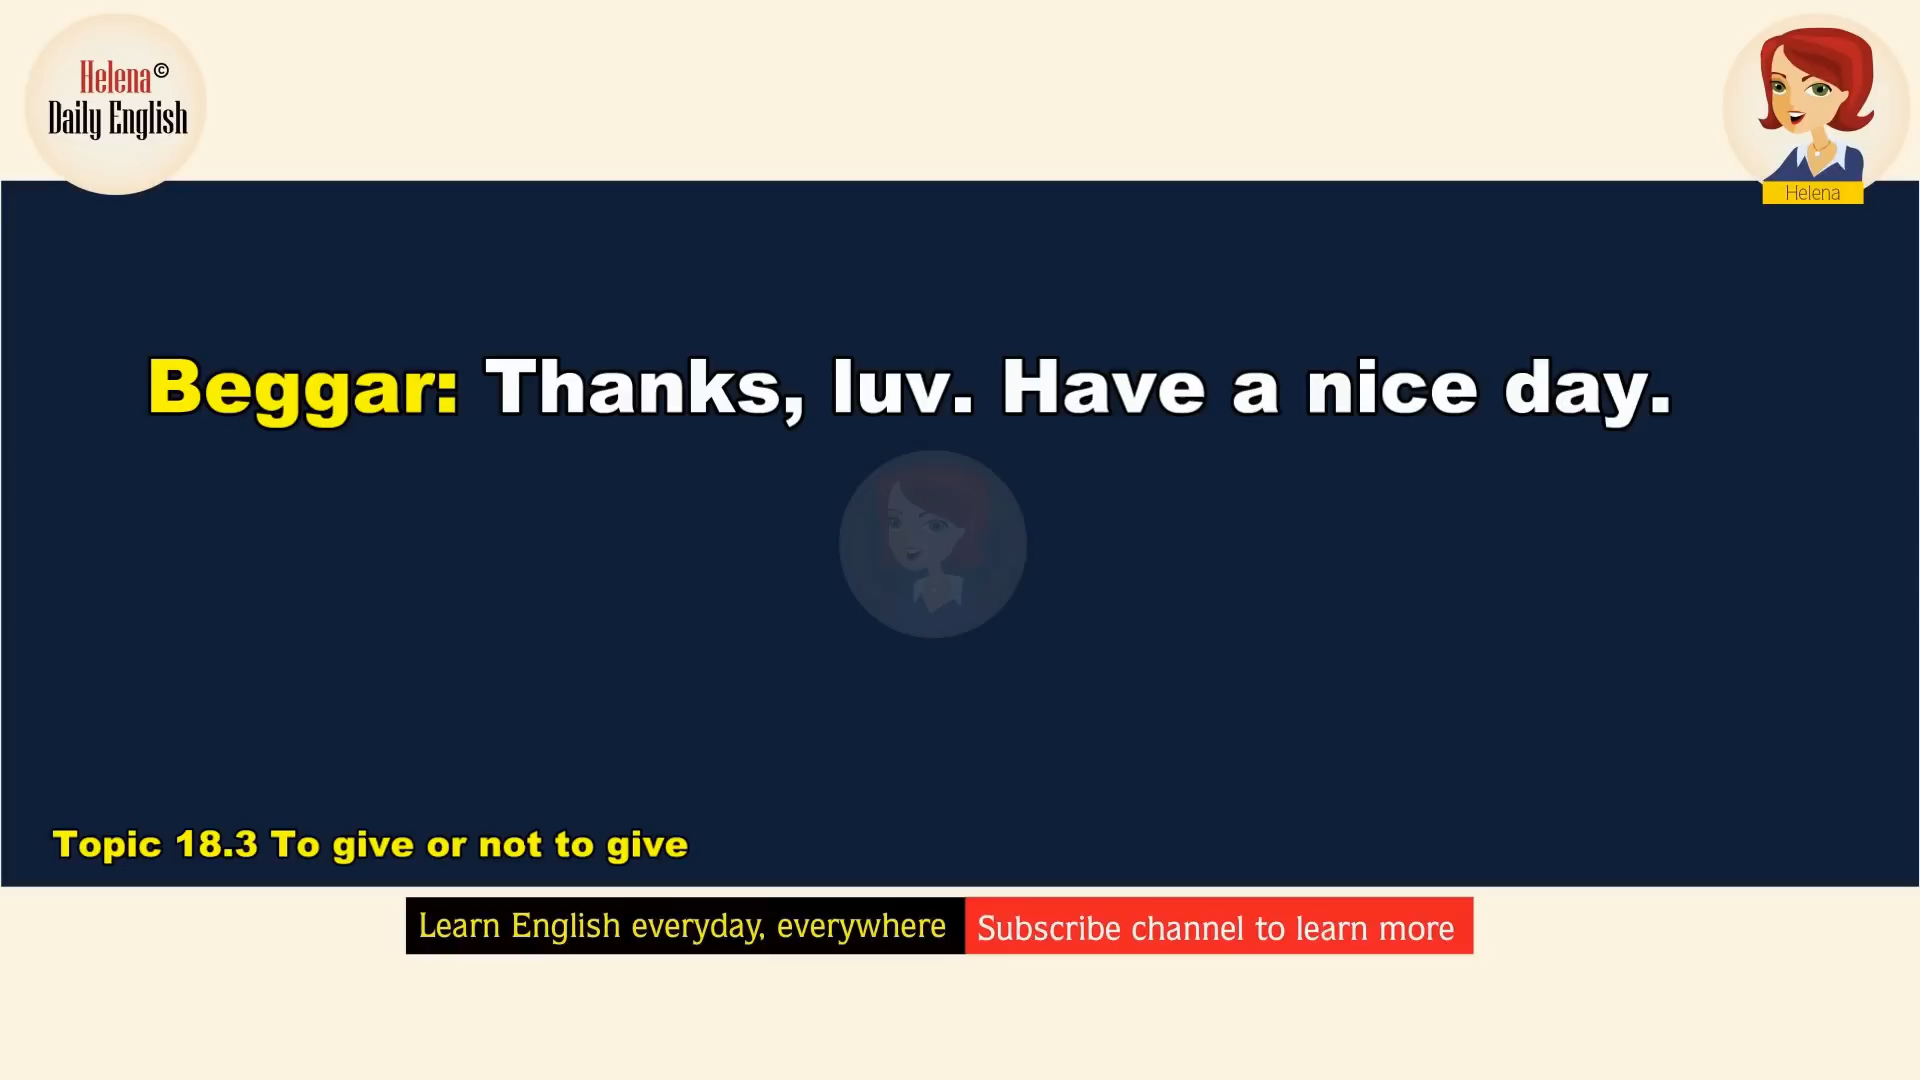 Helena©
Daily English
Helena
Beggar: Thanks, luv. Have a nice day.
Topic 18.3 To give or not to give
Learn English everyday, everywhere
Subscribe channel to learn more